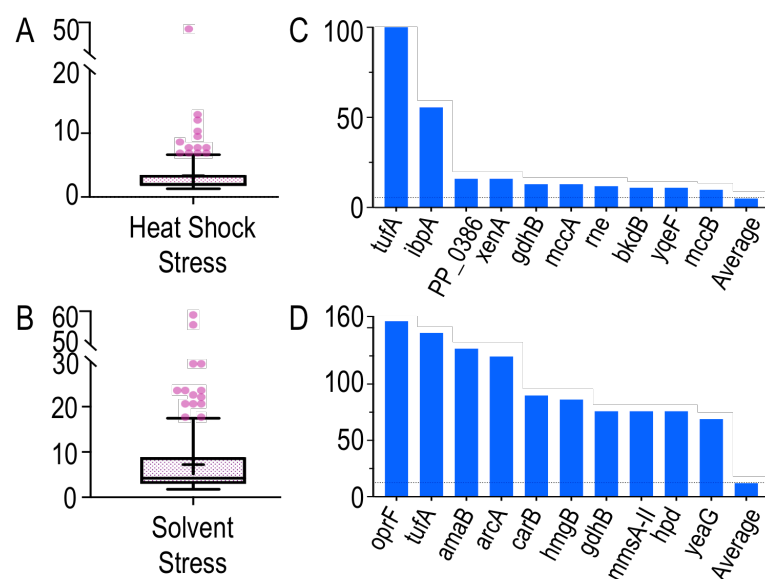 A
50
20
10
0
Heat Shock
Stress
C
100
50
0
tufA
ibpA
PP_0386
xenA
gdhB
mccA
rne
bkdB
yqeF
mccB
Average
B
60
50
30
20
10
0
Solvent
Stress
D
160
100
50
0
oprF
tufA
amaB
arcA
carB
hmgB
gdhB
mmsA-II
hpd
yeaG
Average